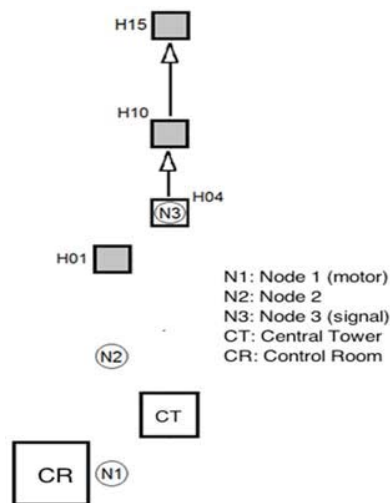 H15
H10
H04
N3
H01
N1: Node 1 (motor)
N2: Node 2
N3: Node 3 (signal)
CT: Central Tower
CR: Control Room
N2
CT
CR
N1